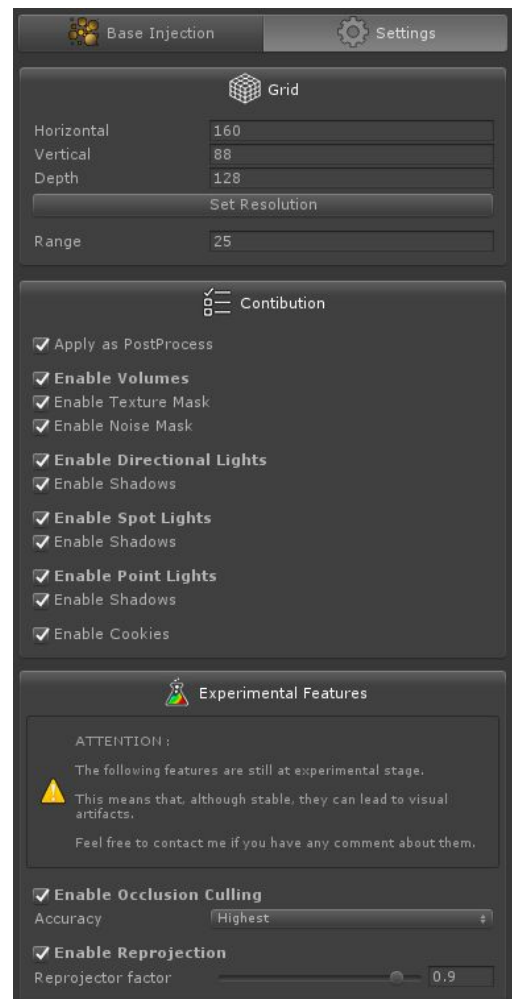 Base Injection
Settings
Grid
Horizontal 160
Vertical 88
Depth 128
Set Resolution
Range 25
Contibution
Apply as PostProcess
Enable Volumes
Enable Texture Mask
Enable Noise Mask
Enable Directional Lights
Enable Shadows
Enable Spot Lights
Enable Shadows
Enable Point Lights
Enable Shadows
Enable Cookies
Experimental Features
ATTENTION :
The following features are still at experimental stage.
This means that, although stable, they can lead to visual
artifacts.
Feel free to contact me if you have any comment about them.
Enable Occlusion Culling
Accuracy Highest
Enable Reprojection
Reprojector factor 0.9